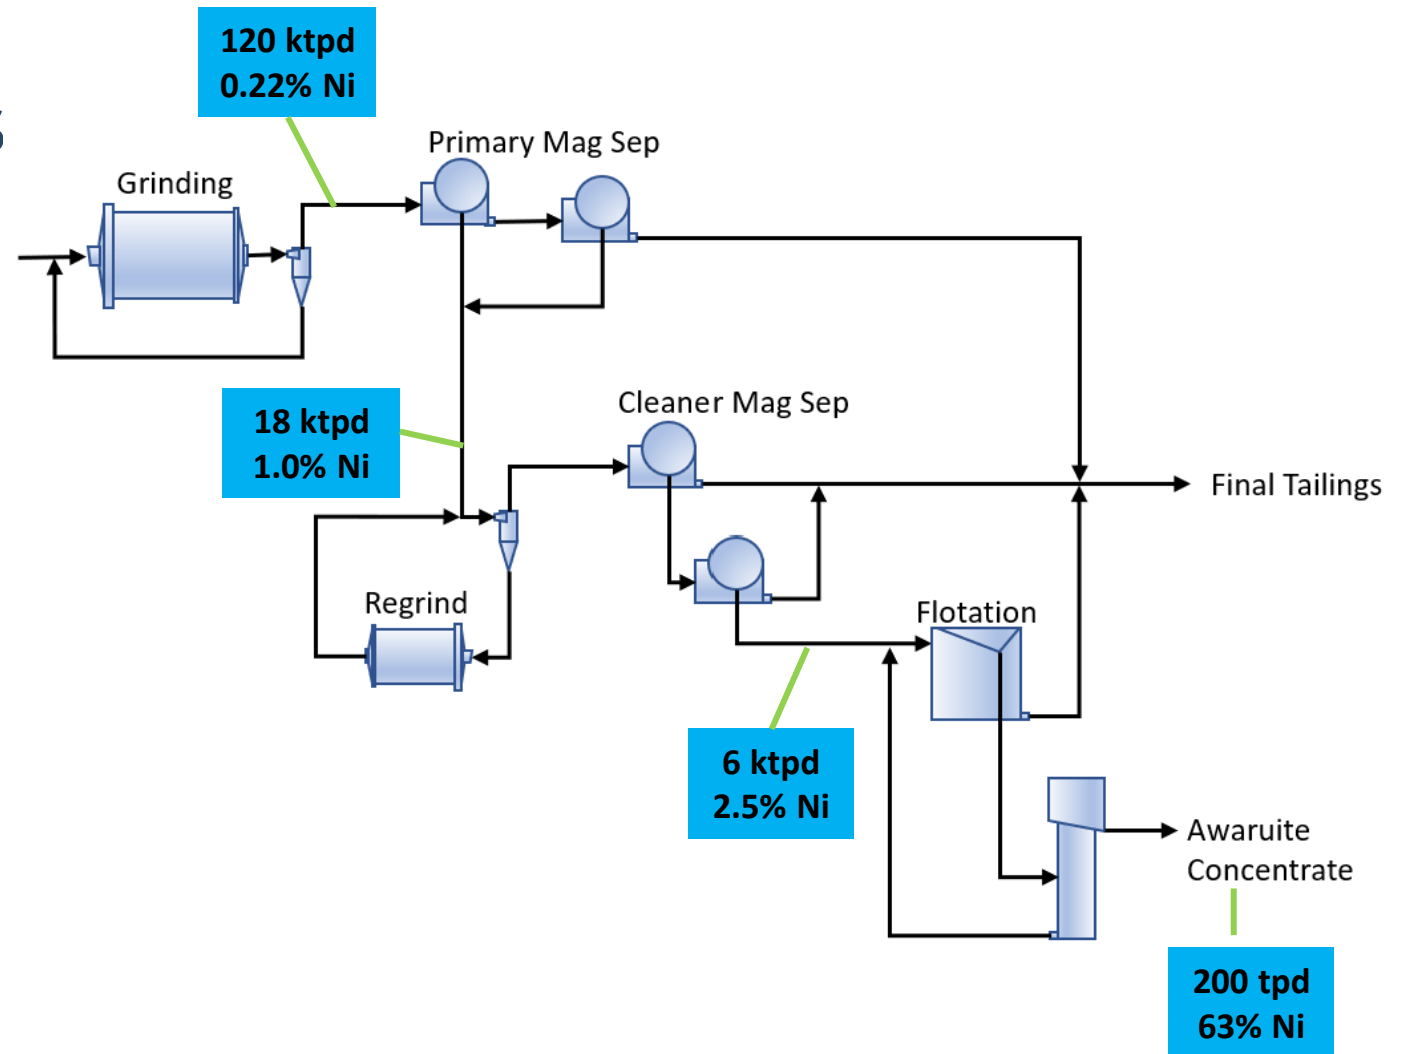 120 ktpd
0.22% Ni
Primary Mag Sep
Grinding
Cleaner Mag Sep
18 ktpd
1.0% Ni
Final Tailings
Regrind
Flotation
6 ktpd
2.5% Ni
Awaruite
Concentrate
200 tpd
63% Ni